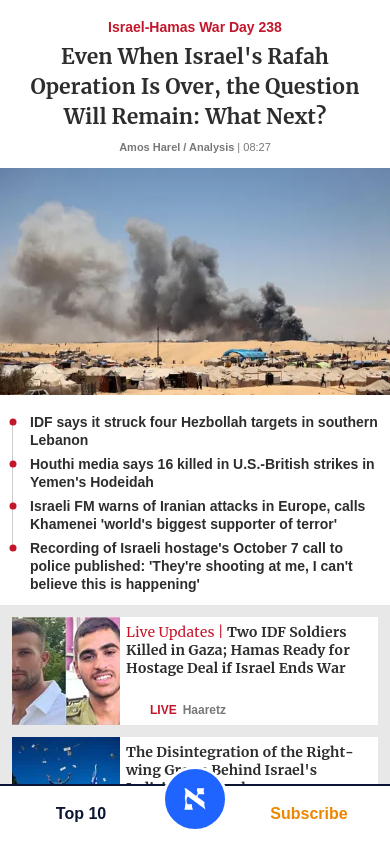 Israel-Hamas War Day 238
Even When Israel's Rafah
Operation Is Over, the Question
Will Remain: What Next?
Amos Harel / Analysis | 08:27
IDF says it struck four Hezbollah targets in southern
Lebanon
Houthi media says 16 killed in U.S.-British strikes in
Yemen's Hodeidah
Israeli FM warns of Iranian attacks in Europe, calls
Khamenei 'world's biggest supporter of terror'
Recording of Israeli hostage's October 7 call to
police published: 'They're shooting at me, I can't
believe this is happening'
Live Updates | Two IDF Soldiers
Killed in Gaza; Hamas Ready for
Hostage Deal if Israel Ends War
LIVE Haaretz
The Disintegration of the Right-
wing Behind Israel's
Top 10
Subscribe